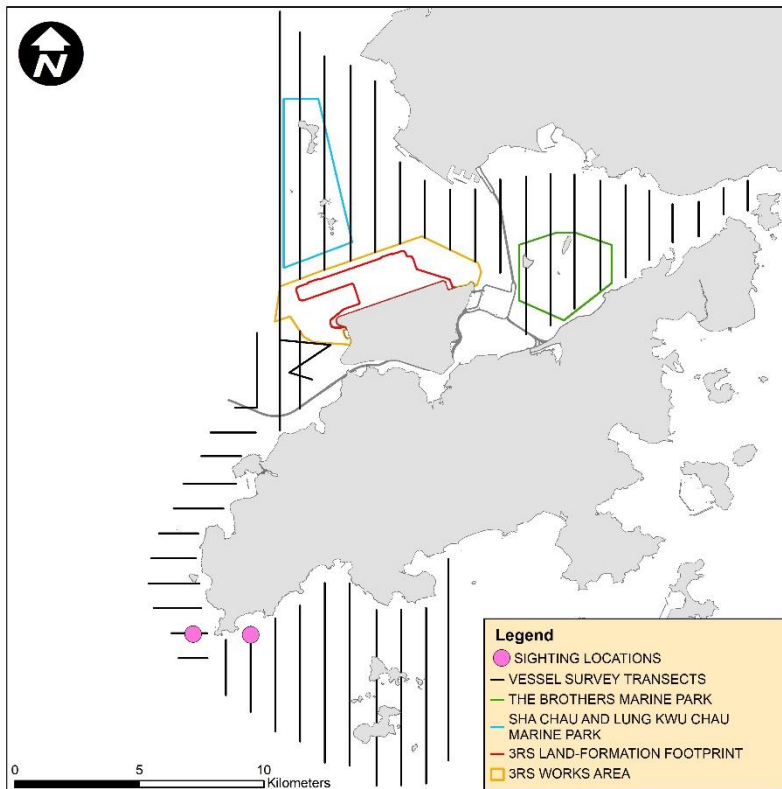 N
Legend
SIGHTING LOCATIONS
VESSEL SURVEY TRANSECTS
THE BROTHERS MARINE PARK
SHA CHAU AND LUNG KWU CHAU
MARINE PARK
3RS LAND-FORMATION FOOTPRINT
3RS WORKS AREA
0 5 10
Kilometers